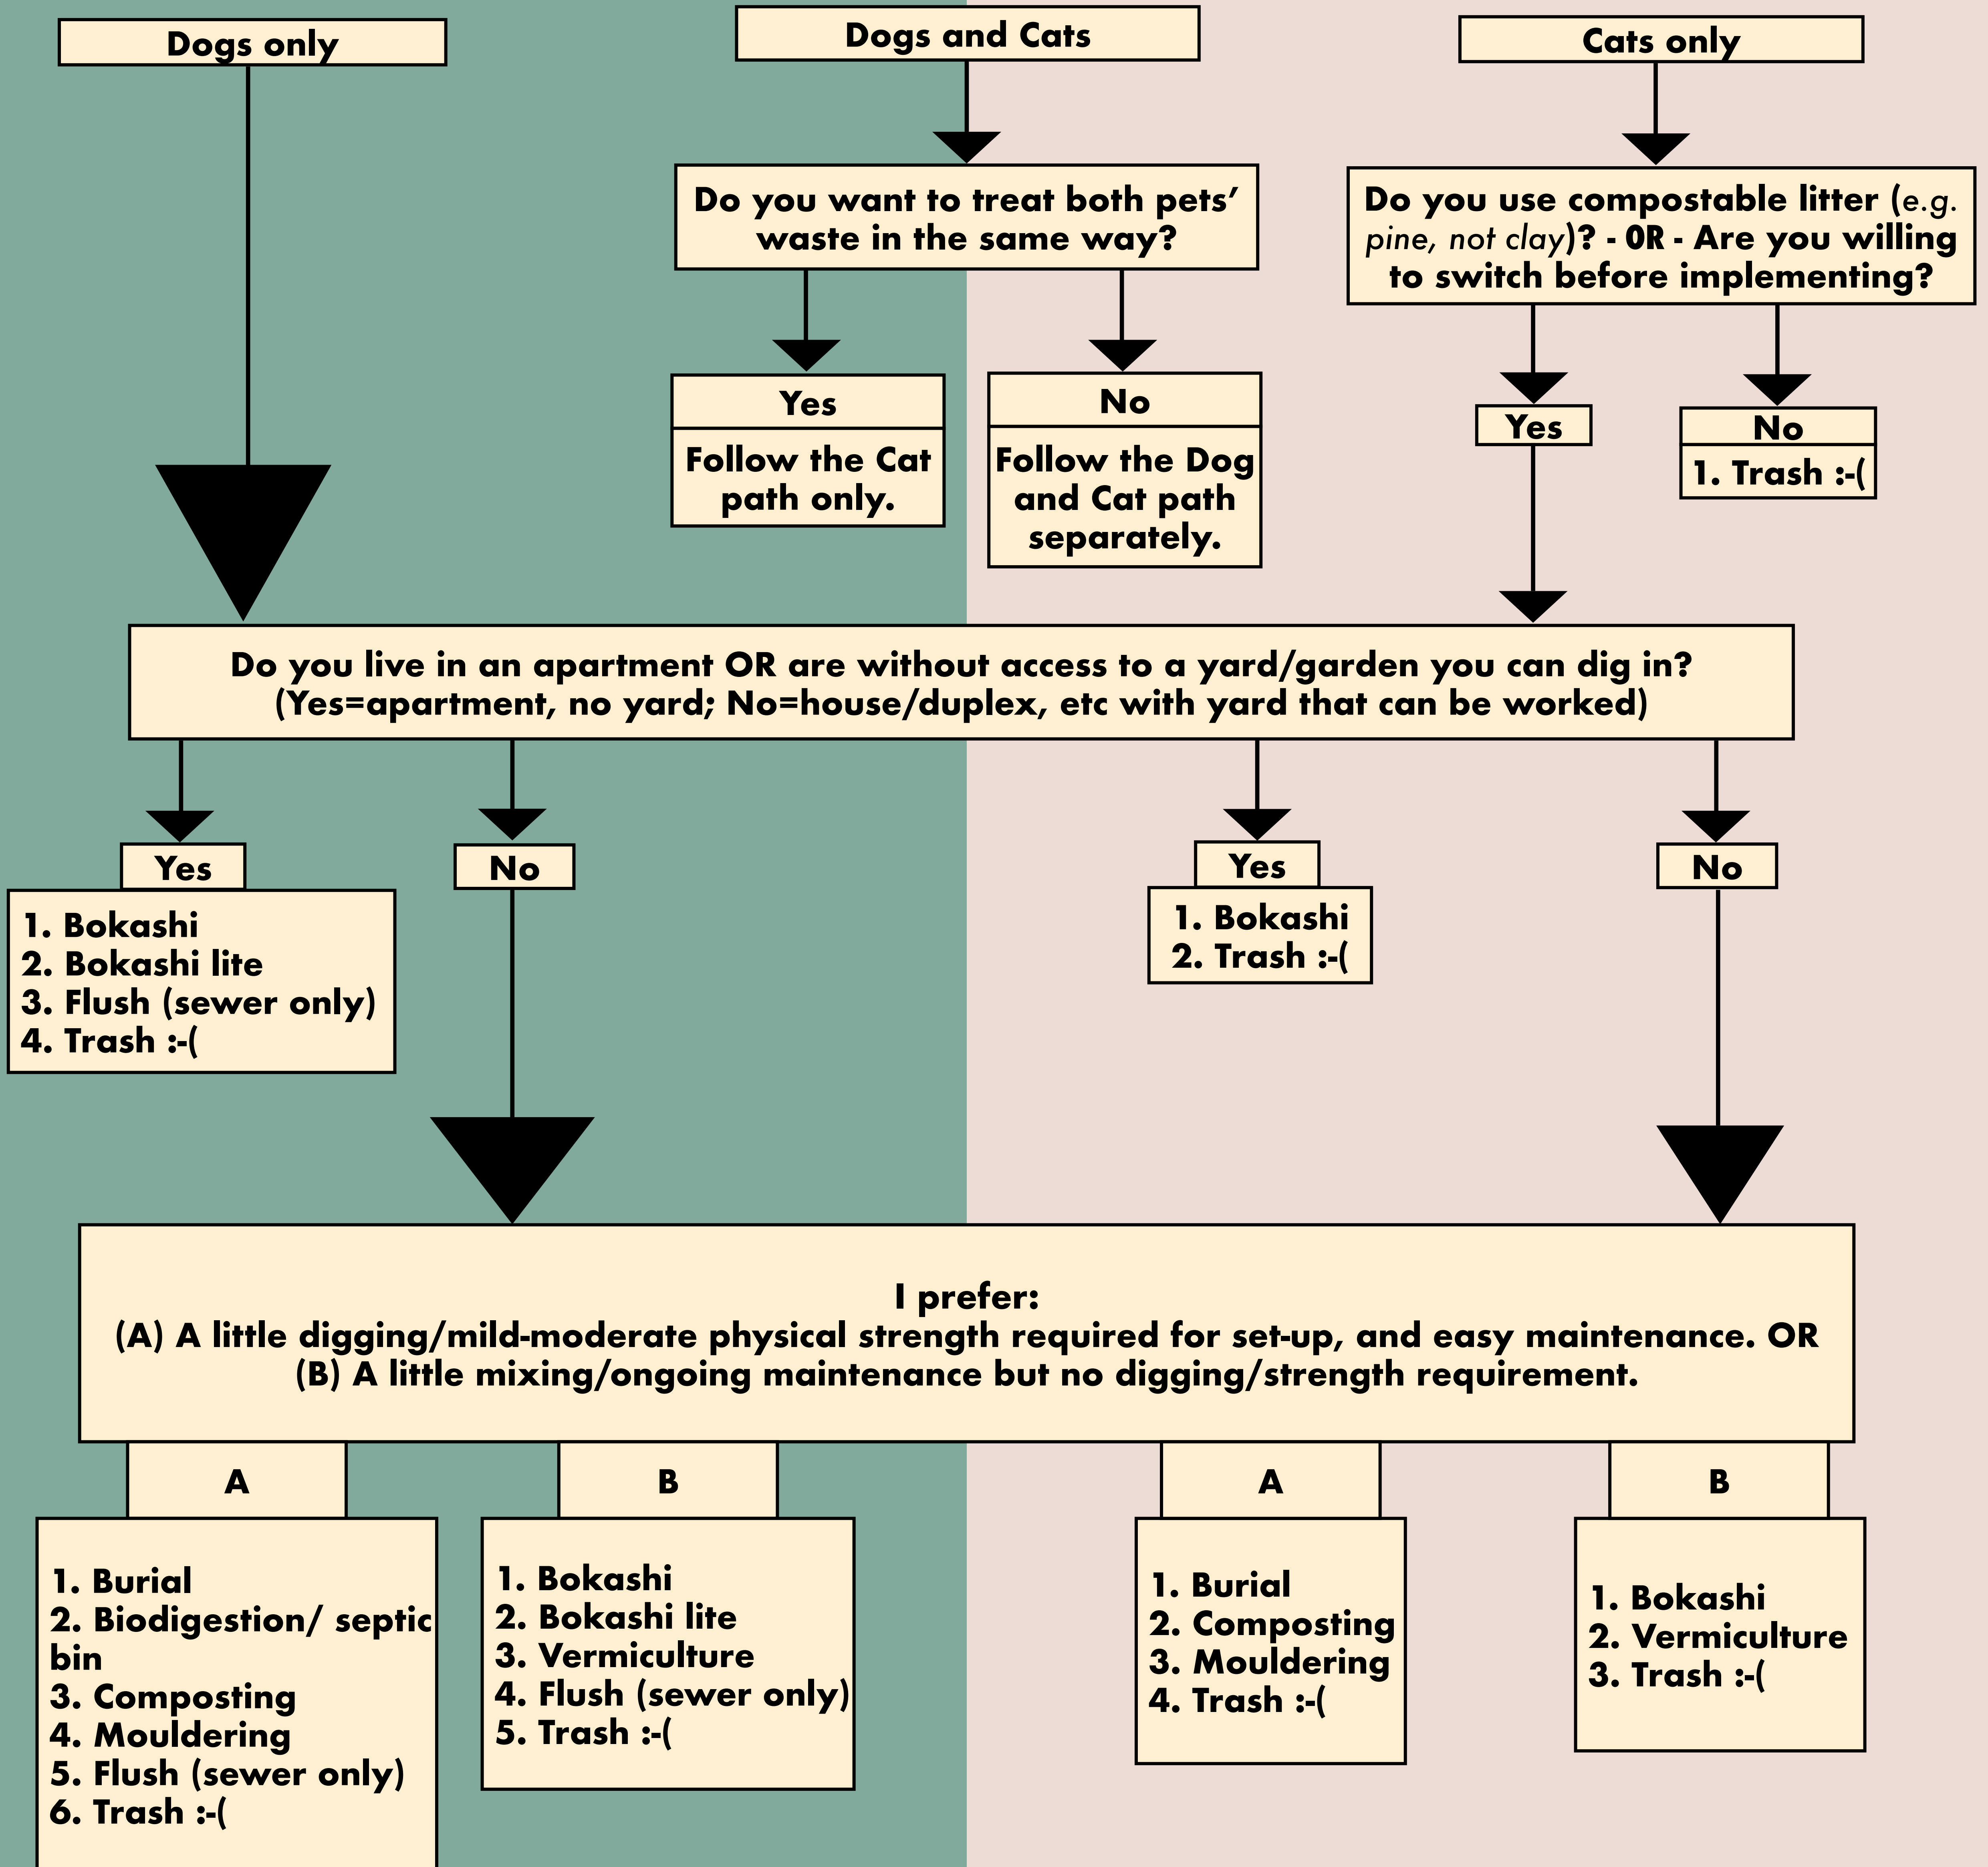 Dogs only
Dogs and Cats
Cats only
Do you want to treat both pets’
waste in the same way?
Do you use compostable litter (e.g.
pine, not clay)? - OR - Are you willing
to switch before implementing?
Yes
Follow the Cat
path only.
No
Follow the Dog
and Cat path
separately.
Yes
No
1. Trash :-(
Do you live in an apartment OR are without access to a yard/garden you can dig in?
(Yes=apartment, no yard; No=house/duplex, etc with yard that can be worked)
Yes
1. Bokashi
2. Bokashi lite
3. Flush (sewer only)
4. Trash :-(
No
Yes
1. Bokashi
2. Trash :-(
No
I prefer:
(A) A little digging/mild-moderate physical strength required for set-up, and easy maintenance. OR
(B) A little mixing/ongoing maintenance but no digging/strength requirement.
A
1. Burial
2. Biodigestion/ septic
bin
3. Composting
4. Mouldering
5. Flush (sewer only)
6. Trash :-(
B
1. Bokashi
2. Bokashi lite
3. Vermiculture
4. Flush (sewer only)
5. Trash :-(
A
1. Burial
2. Composting
3. Mouldering
4. Trash :-(
B
1. Bokashi
2. Vermiculture
3. Trash :-(